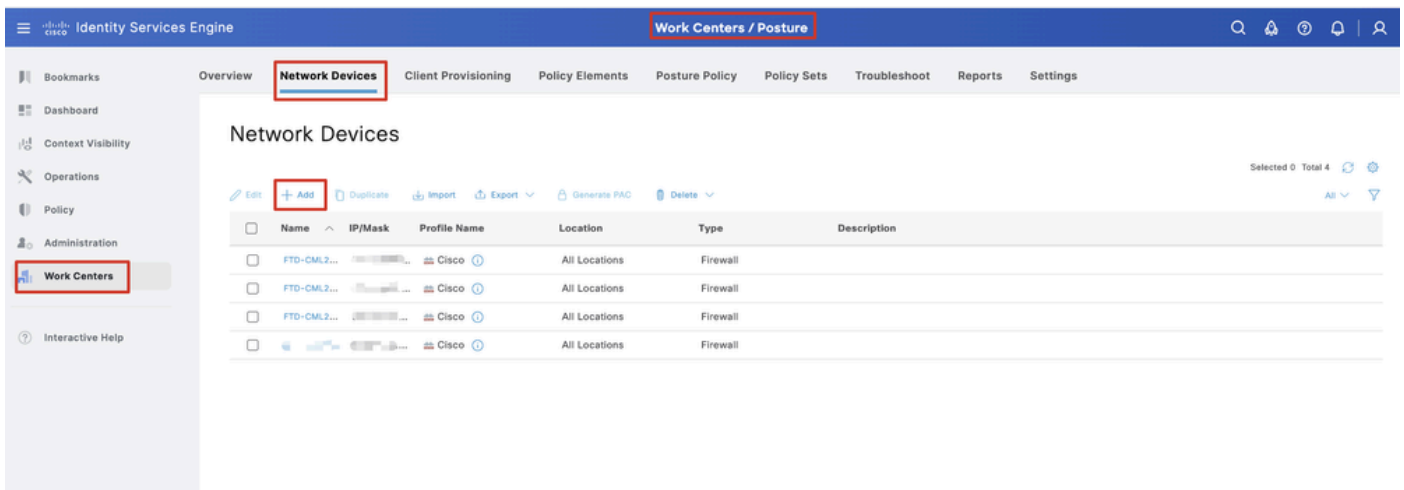 cisco Identity Services Engine
Work Centers / Posture
Bookmarks
Dashboard
Context Visibility
Operations
Policy
Administration
Work Centers
Interactive Help
Overview Network Devices Client Provisioning Policy Elements Posture Policy Policy Sets Troubleshoot Reports Settings
Network Devices
Selected 0 Total 4
Edit Add Duplicate Import Export Generate PAC Delete All
Name IP/Mask Profile Name Location Type Description
FTD-CML2... ... Cisco All Locations Firewall
FTD-CML2... ... Cisco All Locations Firewall
FTD-CML2... ... Cisco All Locations Firewall
... Cisco All Locations Firewall